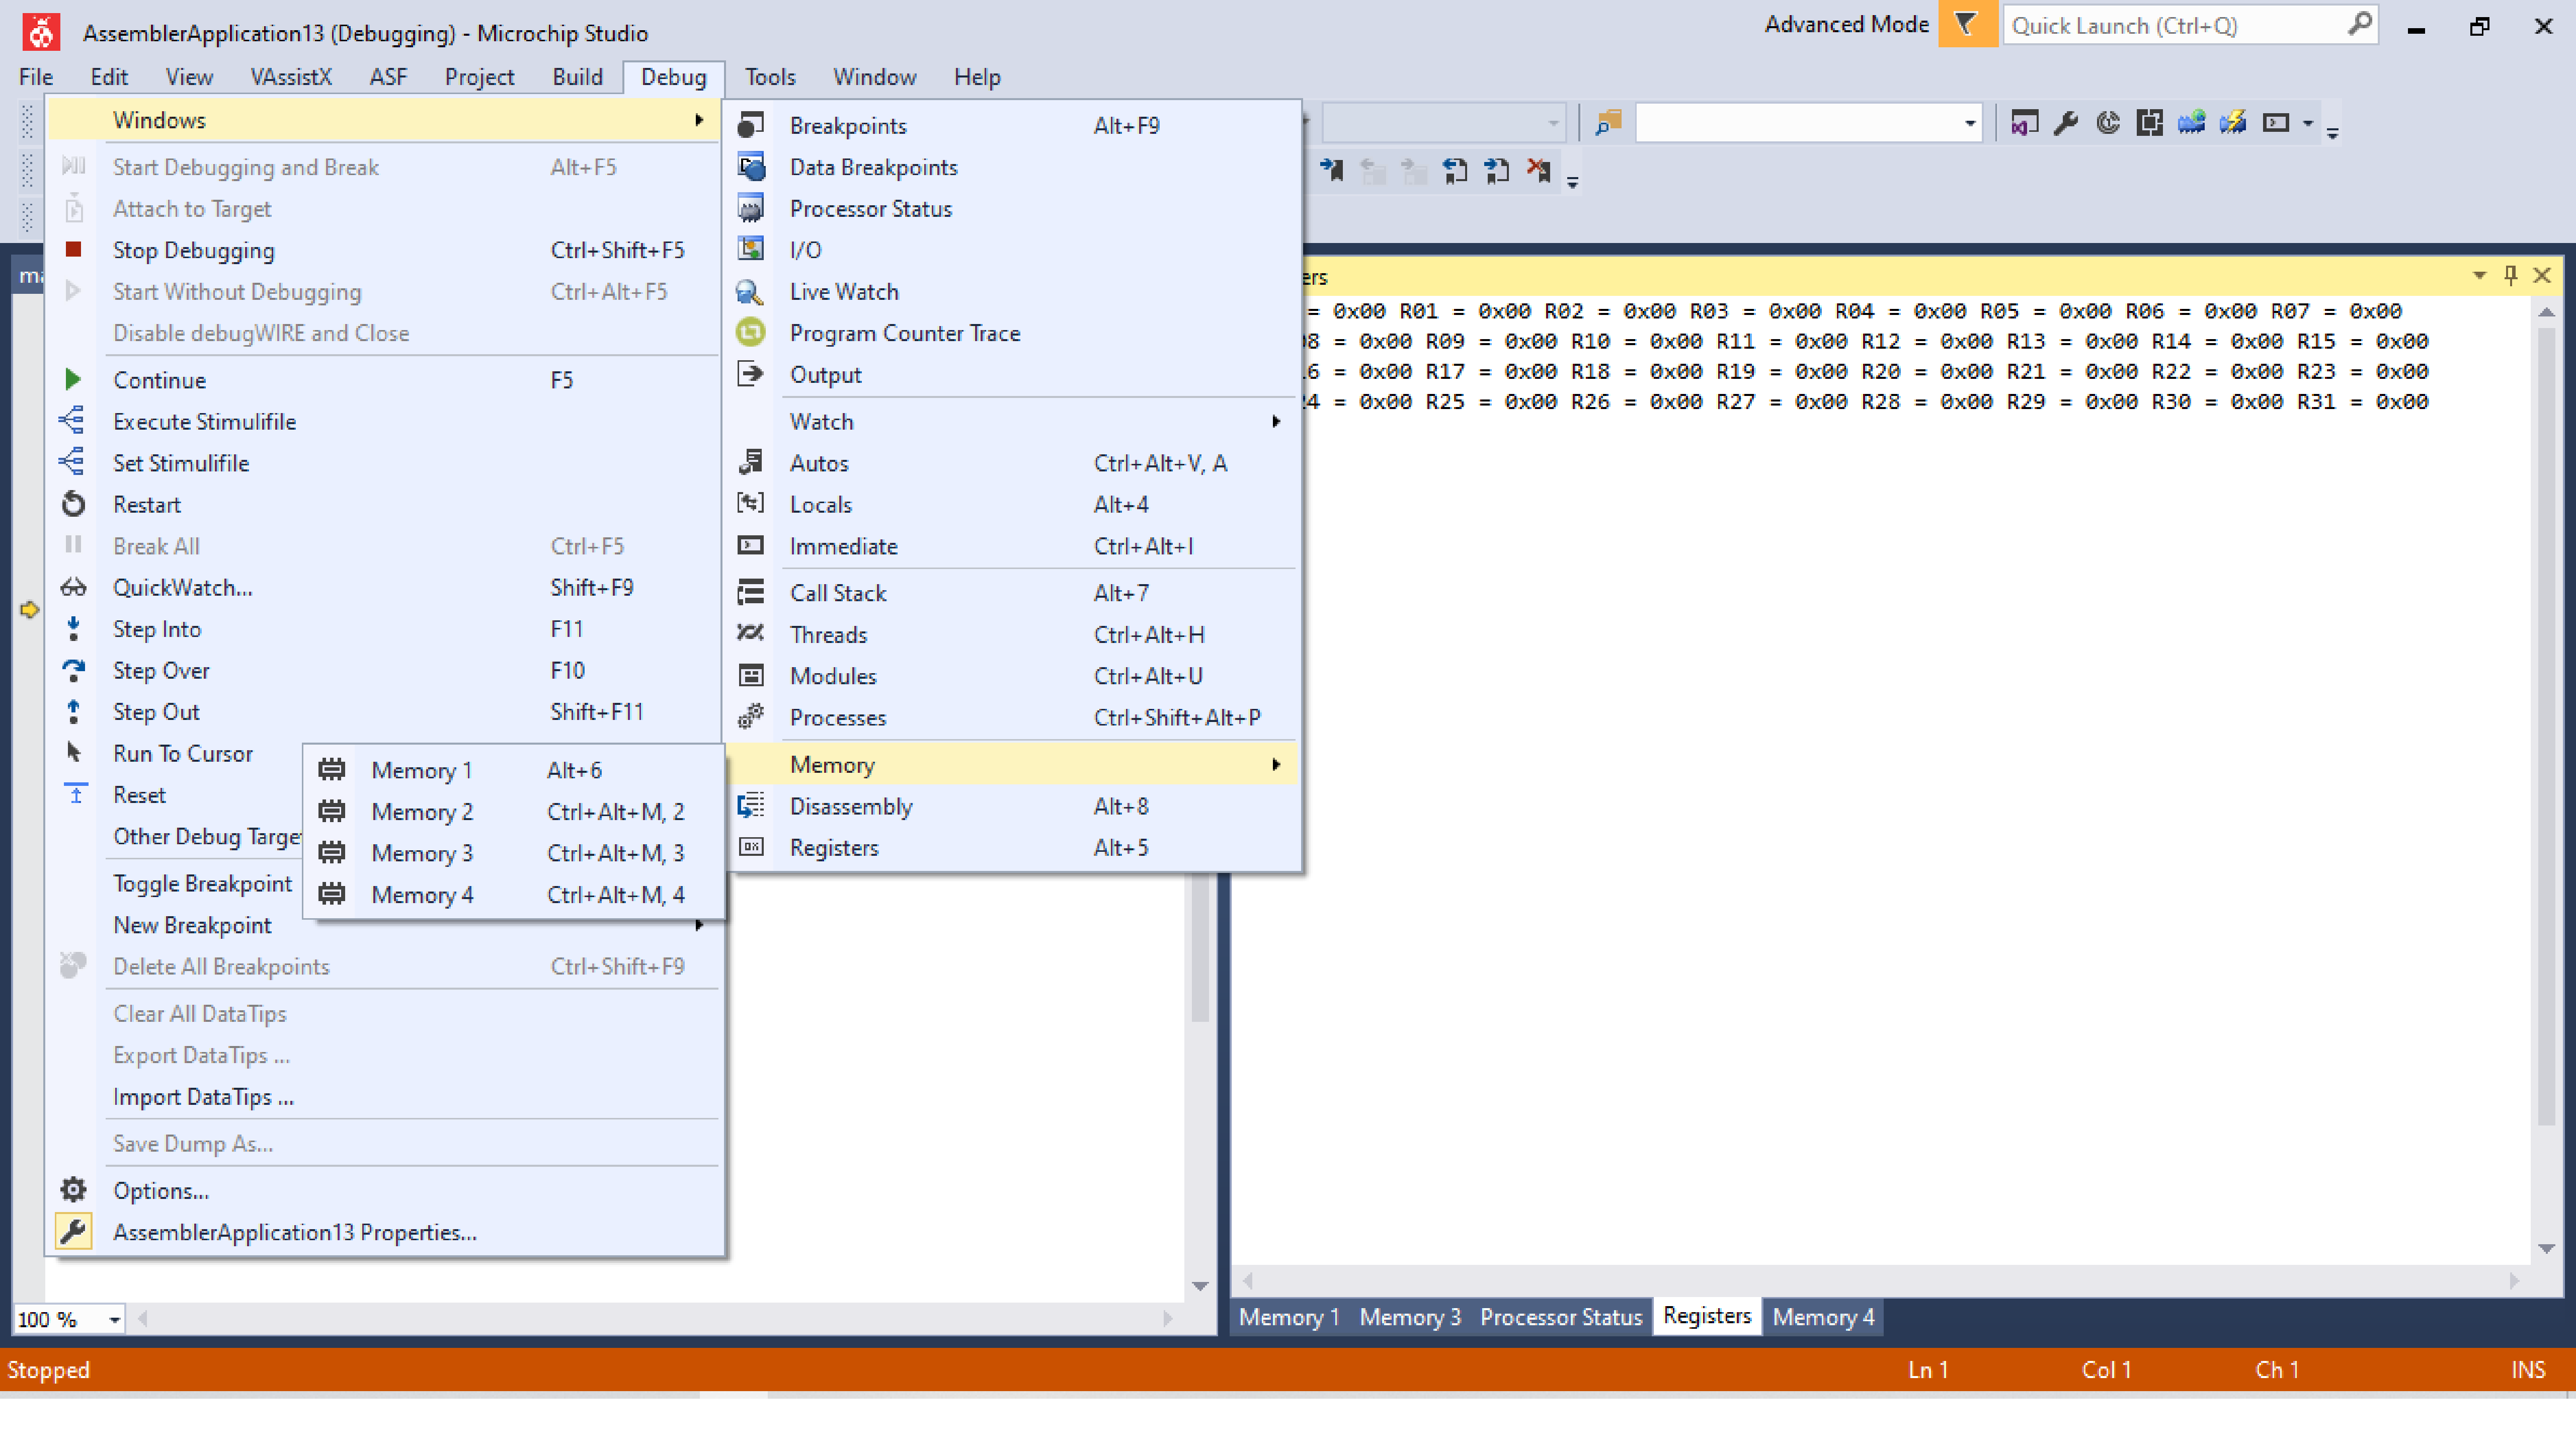 AssemblerApplication13 (Debugging) - Microchip Studio
Advanced Mode
Quick Launch (Ctrl+Q)
File Edit View VAssistX ASF Project Build Debug Tools Window Help
Windows
Start Debugging and Break Alt+F5
Attach to Target
Stop Debugging Ctrl+Shift+F5
Start Without Debugging Ctrl+Alt+F5
Disable debugWIRE and Close
Continue F5
Execute Stimulifile
Set Stimulifile
Restart
Break All Ctrl+F5
QuickWatch... Shift+F9
Step Into F11
Step Over F10
Step Out Shift+F11
Run To Cursor
Reset
Other Debug Targe
Toggle Breakpoint
New Breakpoint
Delete All Breakpoints Ctrl+Shift+F9
Clear All DataTips
Export DataTips ...
Import DataTips ...
Save Dump As...
Options...
AssemblerApplication13 Properties...
Breakpoints Alt+F9
Data Breakpoints
Processor Status
I/O
Live Watch
Program Counter Trace
Output
Watch
Autos Ctrl+Alt+V, A
Locals Alt+4
Immediate Ctrl+Alt+I
Call Stack Alt+7
Threads Ctrl+Alt+H
Modules Ctrl+Alt+U
Processes Ctrl+Shift+Alt+P
Memory
Disassembly Alt+8
Registers Alt+5
Memory 1 Alt+6
Memory 2 Ctrl+Alt+M, 2
Memory 3 Ctrl+Alt+M, 3
Memory 4 Ctrl+Alt+M, 4
ma
ers
= 0x00 R01 = 0x00 R02 = 0x00 R03 = 0x00 R04 = 0x00 R05 = 0x00 R06 = 0x00 R07 = 0x00
8 = 0x00 R09 = 0x00 R10 = 0x00 R11 = 0x00 R12 = 0x00 R13 = 0x00 R14 = 0x00 R15 = 0x00
6 = 0x00 R17 = 0x00 R18 = 0x00 R19 = 0x00 R20 = 0x00 R21 = 0x00 R22 = 0x00 R23 = 0x00
4 = 0x00 R25 = 0x00 R26 = 0x00 R27 = 0x00 R28 = 0x00 R29 = 0x00 R30 = 0x00 R31 = 0x00
100 %
Memory 1 Memory 3 Processor Status Registers Memory 4
Stopped Ln 1 Col 1 Ch 1 INS